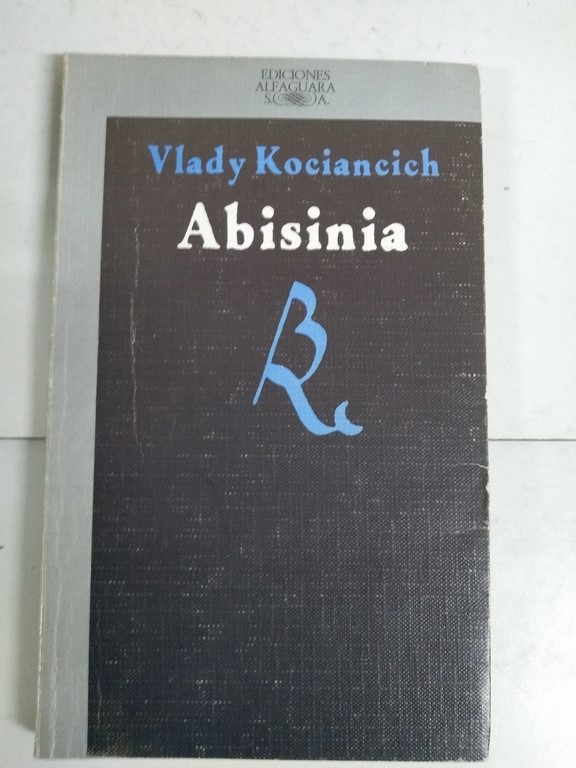 EDICIONES
ALFAGUARA
S. A.
Vlady Kociancich
Abisinia